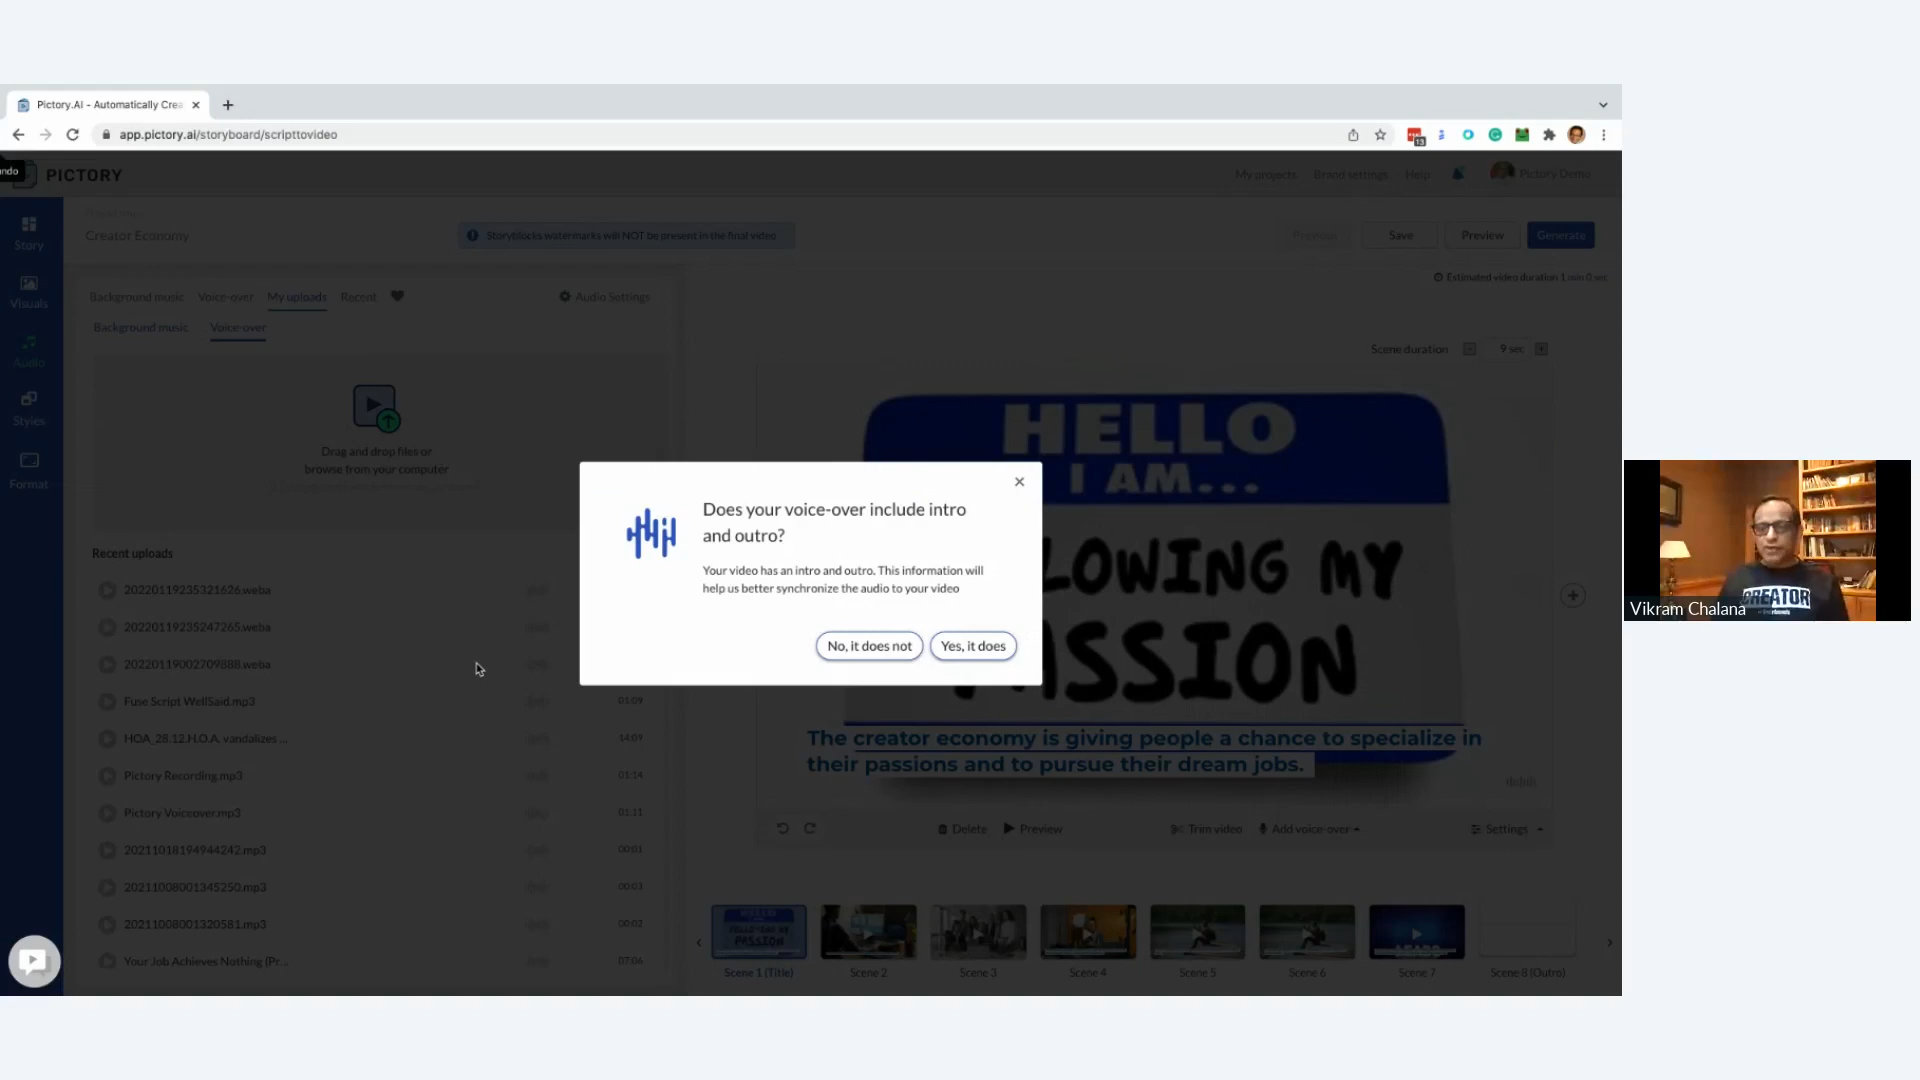 Pictory.AI - Automatically Crea
app.pictory.ai/storyboard/scripttovideo
13
PICTORY
My projects
Brand settings
Help
Pictory Demo
Story
Visuals
Audio
Styles
Format
Creator Economy
Storyblocks watermarks will NOT be present in the final video
Previous
Save
Preview
Generate
Estimated video duration 1 min 0 sec
Background music
Voice-over
My uploads
Recent
Audio Settings
Background music
Voice-over
Drag and drop files or
browse from your computer
Scene duration
9 sec
HELLO
I AM...
LOWING MY
PASSION
The creator economy is giving people a chance to specialize in
their passions and to pursue their dream jobs.
Does your voice-over include intro
and outro?
Your video has an intro and outro. This information will
help us better synchronize the audio to your video
No, it does not
Yes, it does
Recent uploads
20220119235321626.weba
20220119235247265.weba
20220119002709888.weba
Fuse Script WellSaid.mp3
01:09
HOA_28.12.H.O.A. vandalizes ...
14:09
Pictory Recording.mp3
01:14
Pictory Voiceover.mp3
01:11
20211018194944242.mp3
00:01
20211008001345250.mp3
00:03
20211008001320581.mp3
00:02
Your Job Achieves Nothing (Pr...
07:06
Delete
Preview
Trim video
Add voice-over
Settings
Scene 1 (Title)
Scene 2
Scene 3
Scene 4
Scene 5
Scene 6
Scene 7
Scene 8 (Outro)
CREATOR
Vikram Chalana